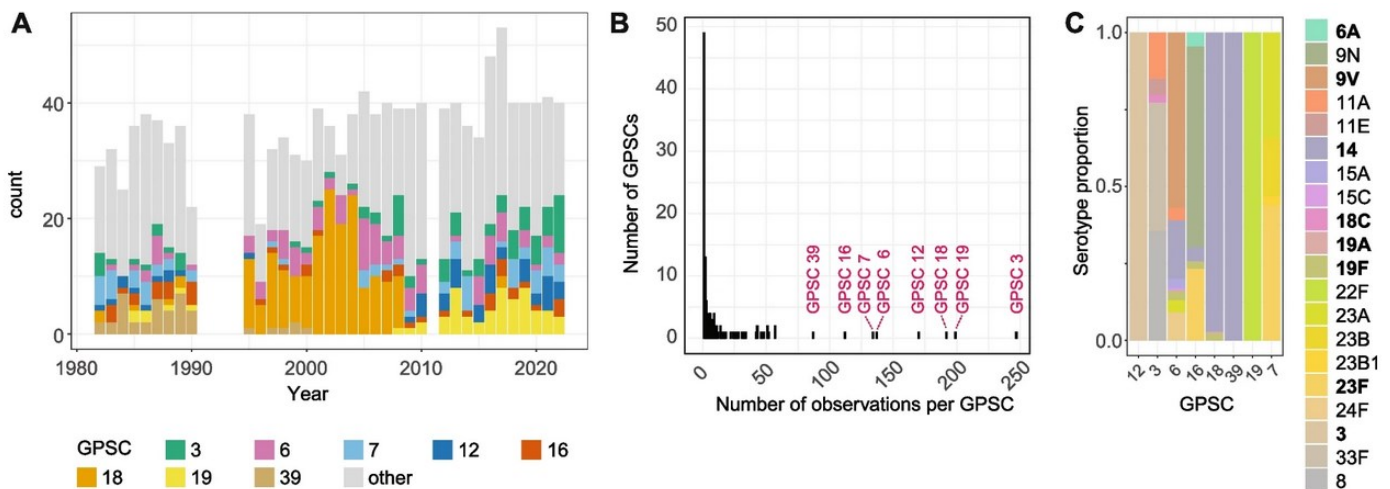 A
count
40
20
0
1980
1990
2000
2010
2020
Year
GPSC
3
6
7
12
16
18
19
39
other
B
Number of GPSCs
50
40
30
20
10
0
GPSC 39
GPSC 16
GPSC 7
GPSC 6
GPSC 12
GPSC 18
GPSC 19
GPSC 3
0
50
100
150
200
250
Number of observations per GPSC
C
Serotype proportion
1.0
0.5
0.0
12
3
6
16
18
39
19
7
GPSC
6A
9N
9V
11A
11E
14
15A
15C
18C
19A
19F
22F
23A
23B
23B1
23F
24F
3
33F
8